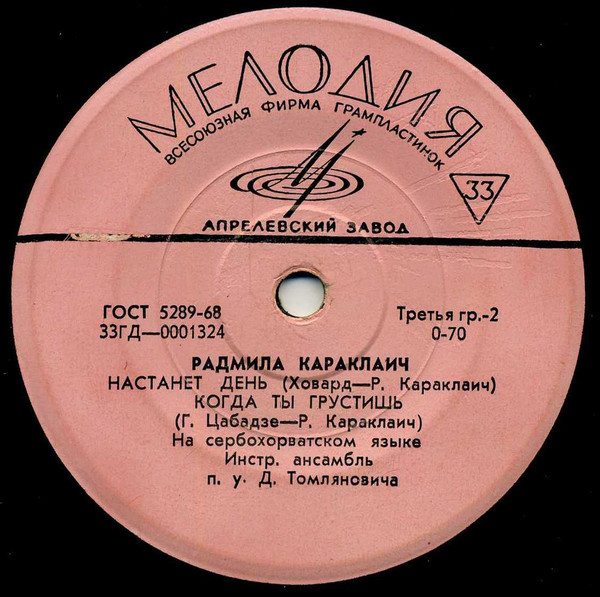 МЕЛОДИЯ
ВСЕСОЮЗНАЯ ФИРМА ГРАМПЛАСТИНОК
33
АПРЕЛЕВСКИЙ ЗАВОД
ГОСТ 5289-68
Третья гр.-2
33ГД—0001324
0-70
РАДМИЛА КАРАКЛАИЧ
НАСТАНЕТ ДЕНЬ (Ховард—Р. Караклаич)
КОГДА ТЫ ГРУСТИШЬ
(Г. Цабадзе—Р. Караклаич)
На сербохорватском языке
Инстр. ансамбль
п. у. Д. Томляновича